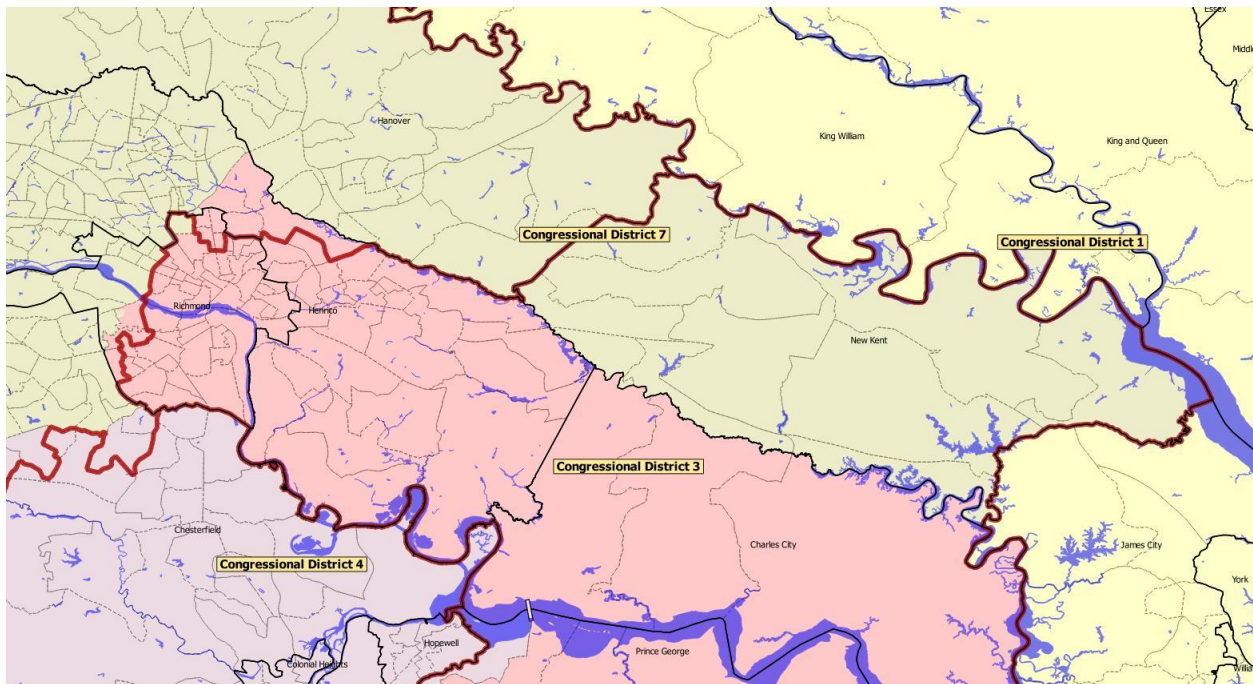 Essex
Middl
Hanover
King William
King and Queen
Congressional District 7
Congressional District 1
Richmond
Henrico
New Kent
Congressional District 3
Chesterfield
Charles City
James City
Congressional District 4
York
Hopewell
Prince George
Colonial Heights
Willia